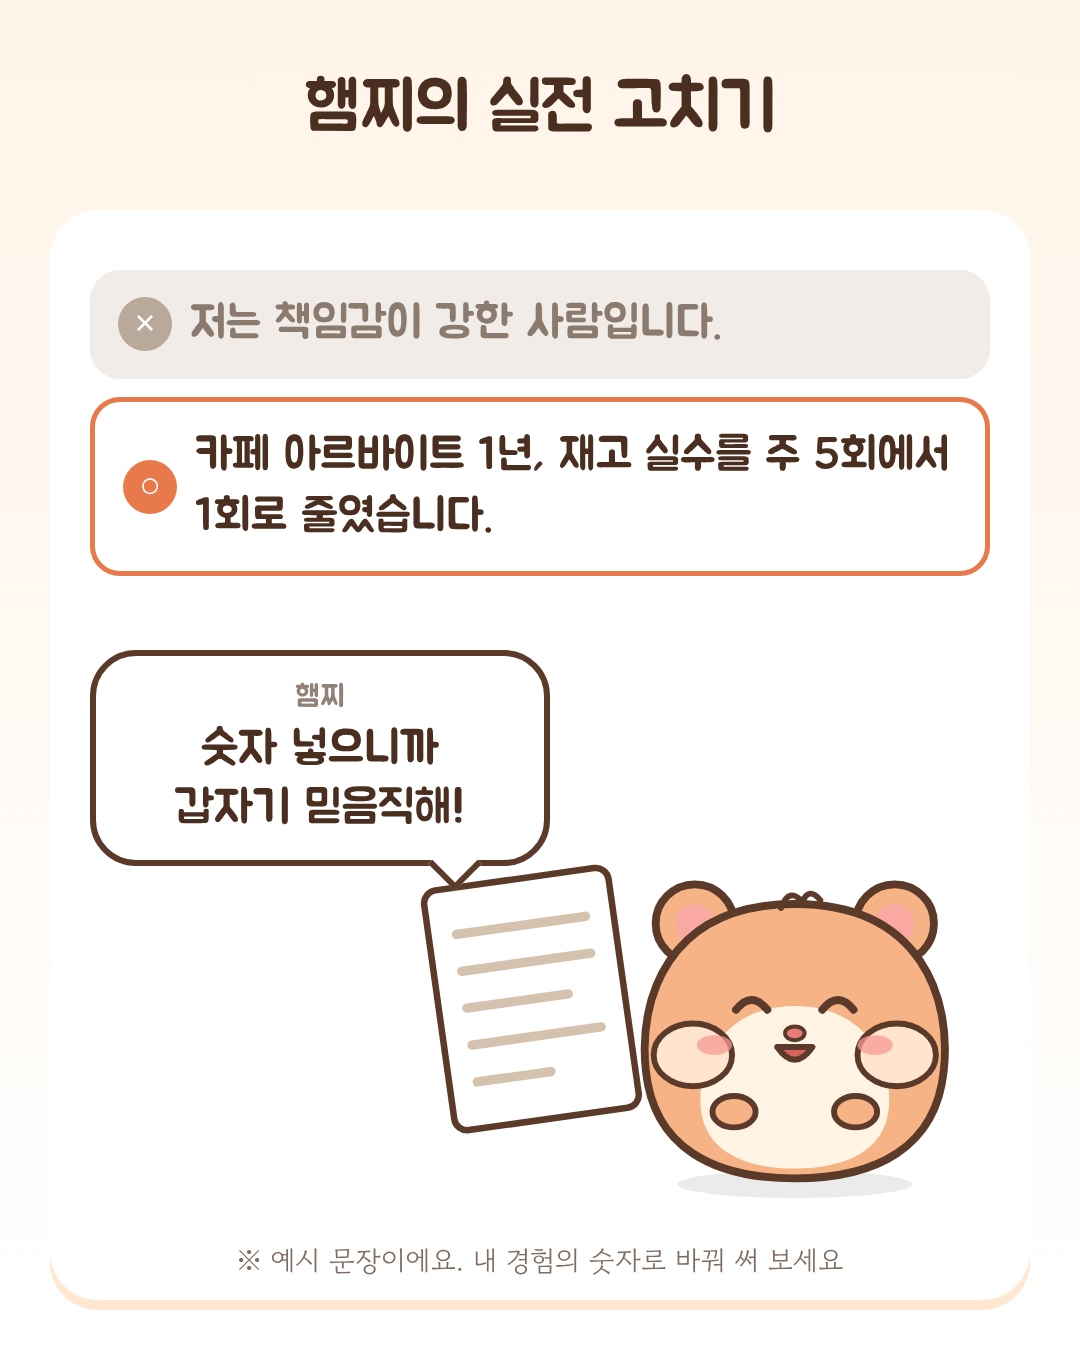 햄찌의 실전 고치기
× 저는 책임감이 강한 사람입니다.
○ 카페 아르바이트 1년, 재고 실수를 주 5회에서
1회로 줄였습니다.
햄찌
숫자 넣으니까
갑자기 믿음직해!
※ 예시 문장이에요. 내 경험의 숫자로 바꿔 써 보세요